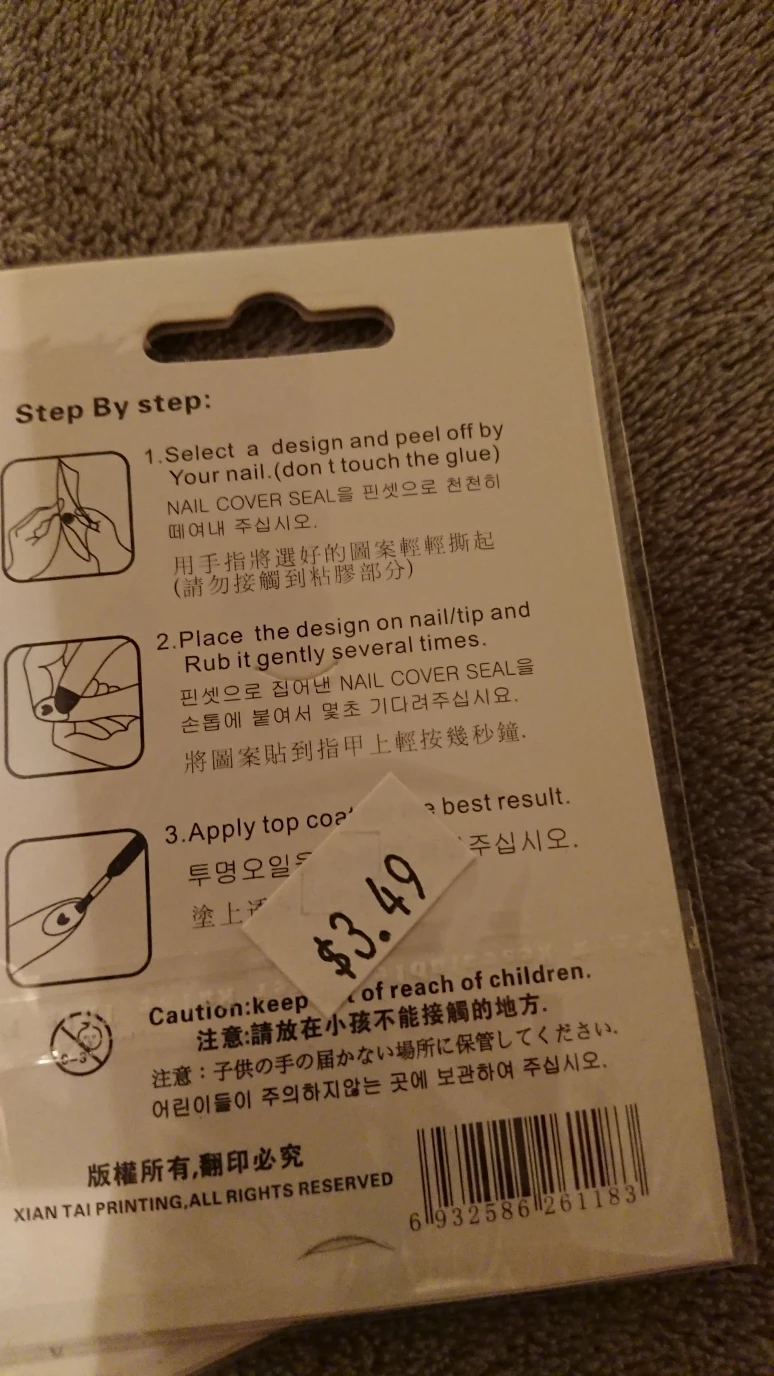 Step By step:
1.Select a design and peel off by
Your nail.(don t touch the glue)
NAIL COVER SEAL을 핀셋으로 천천히
떼여내 주십시오.
用手指將選好的圖案輕輕撕起
(請勿接觸到粘膠部分)
2.Place the design on nail/tip and
Rub it gently several times.
핀셋으로 집어낸 NAIL COVER SEAL을
손톱에 붙여서 몇초 기다려주십시요.
將圖案貼到指甲上輕按幾秒鐘.
3.Apply top coat best result.
투명오일을 주십시오.
塗上透
$3.49
Caution:keep of reach of children.
注意:請放在小孩不能接觸的地方.
注意：子供の手の届かない場所に保管してください.
어린이들이 주의하지않는 곳에 보관하여 주십시오.
0-3
版權所有,翻印必究
XIAN TAI PRINTING,ALL RIGHTS RESERVED
6 932586 261183